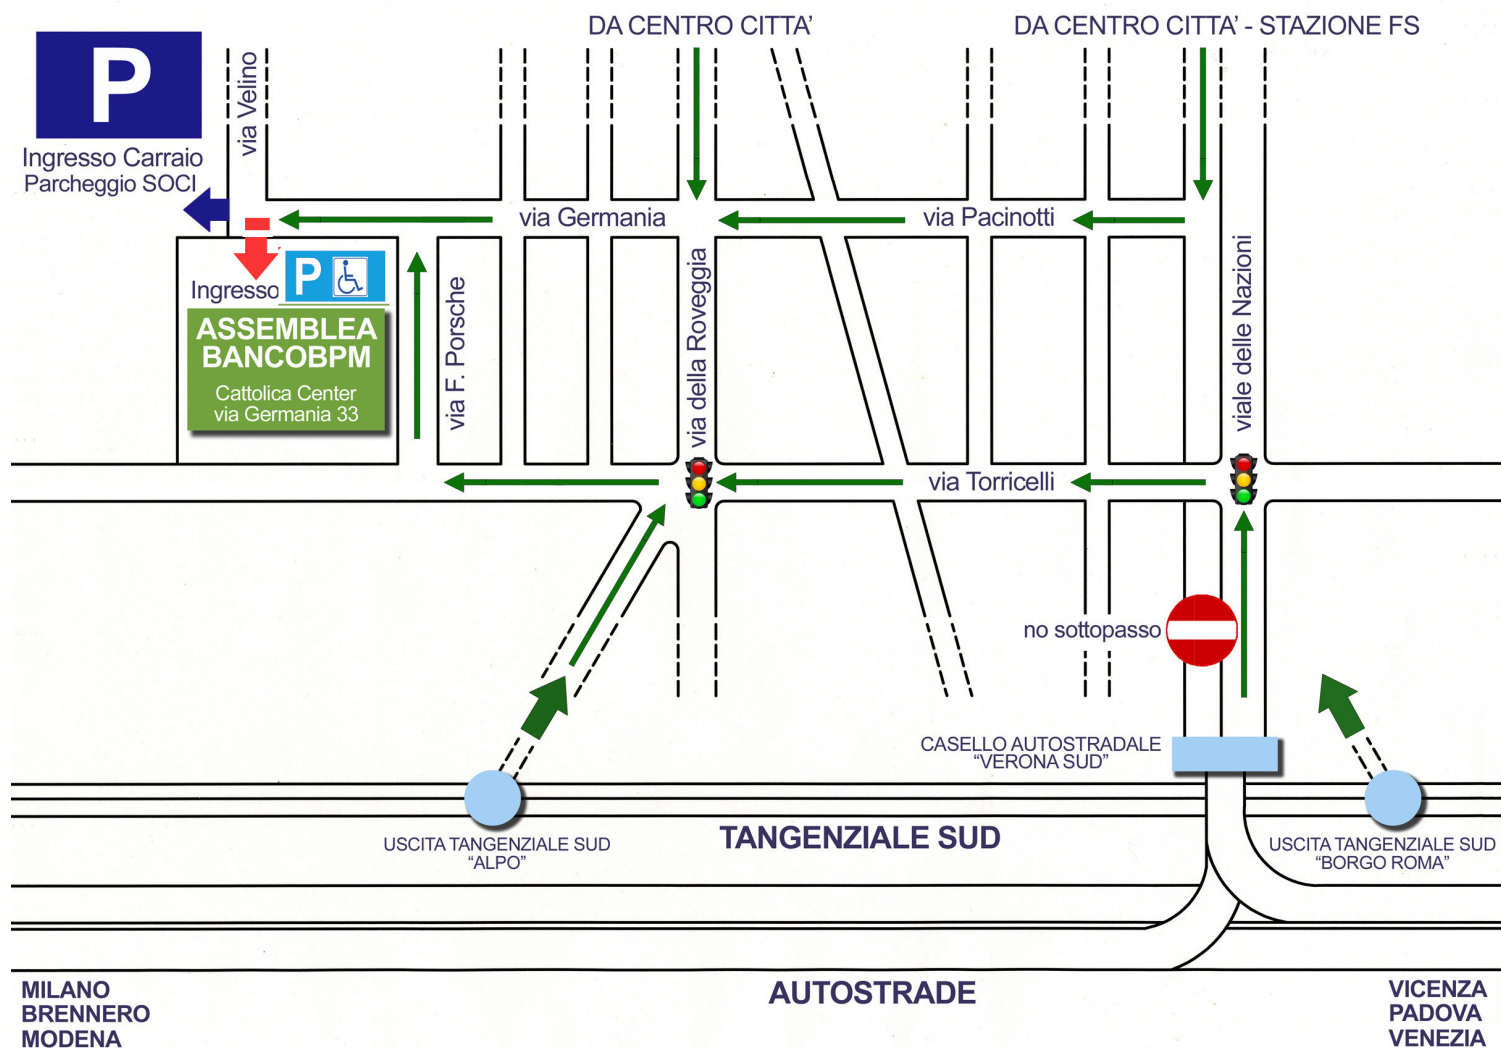 DA CENTRO CITTA'
DA CENTRO CITTA' - STAZIONE FS
P
Ingresso Carraio
Parcheggio SOCI
via Velino
via Germania
via Pacinotti
Ingresso
P
ASSEMBLEA
BANCOBPM
Cattolica Center
via Germania 33
via F. Porsche
via della Roveggia
viale delle Nazioni
via Torricelli
no sottopasso
CASELLO AUTOSTRADALE
“VERONA SUD”
USCITA TANGENZIALE SUD
“ALPO”
TANGENZIALE SUD
USCITA TANGENZIALE SUD
“BORGO ROMA”
MILANO
BRENNERO
MODENA
AUTOSTRADE
VICENZA
PADOVA
VENEZIA